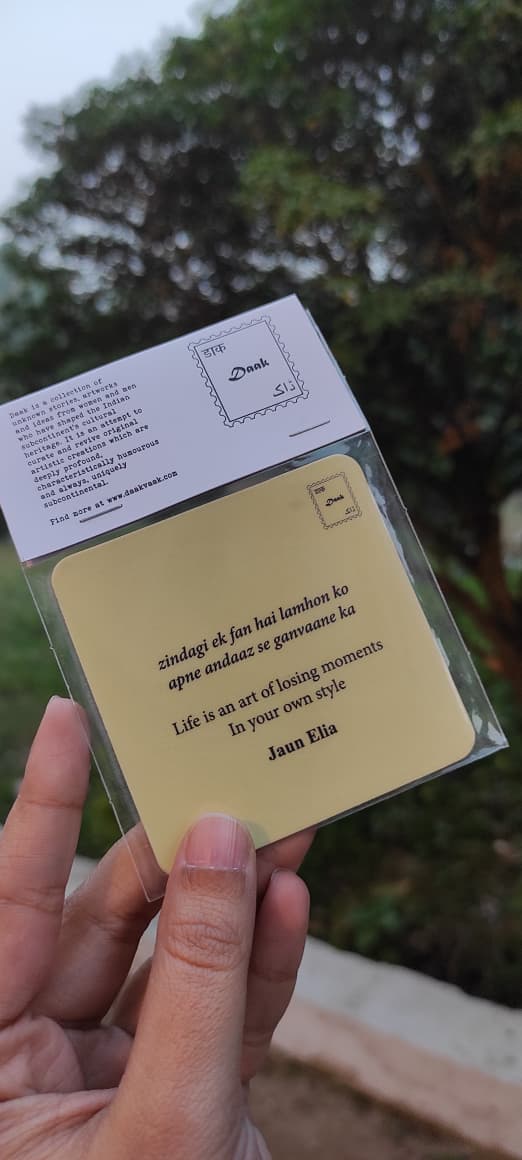 डाक
Daak
ڈاک
Daak is a collection of
unknown stories, artworks
and ideas from women and men
who have shaped the Indian
subcontinent's cultural
heritage. It is an attempt to
curate and revive original
artistic creations which are
deeply profound,
characteristically humourous
and always, uniquely
subcontinental.
Find more at www.daakvaak.com
डाक
Daak
ڈاک
zindagi ek fan hai lamhon ko
apne andaaz se ganvaane ka
Life is an art of losing moments
In your own style
Jaun Elia